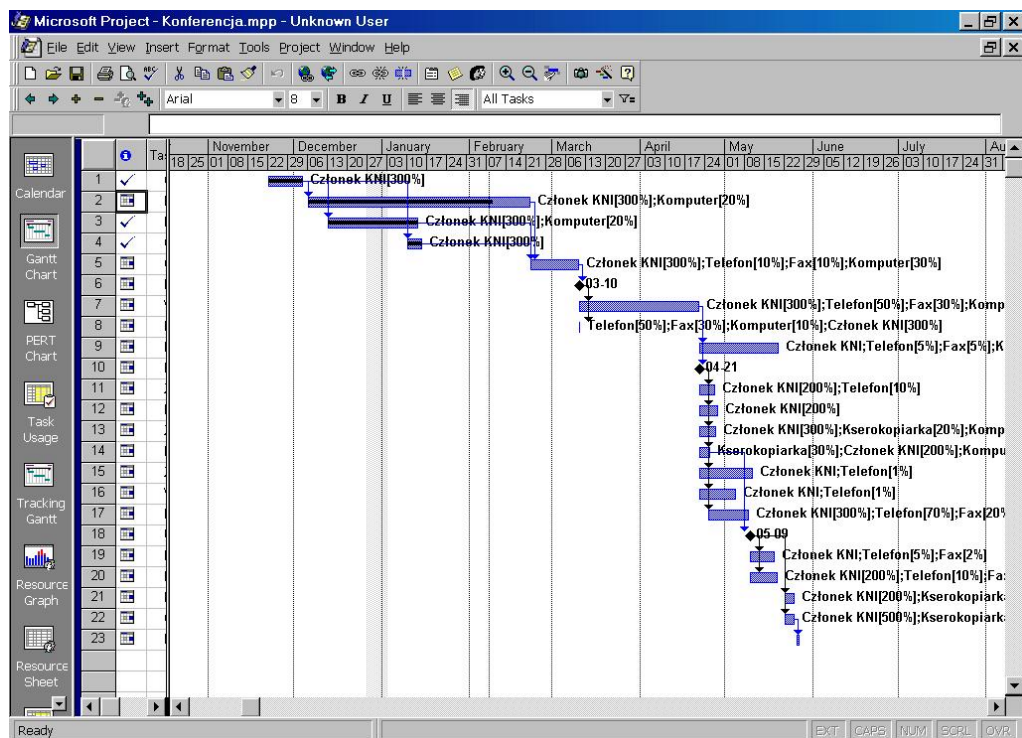 Microsoft Project - Konferencja.mpp - Unknown User
File Edit View Insert Format Tools Project Window Help
Arial 8 B I U All Tasks
November December January February March April May June July Au
18 25 01 08 15 22 29 06 13 20 27 03 10 17 24 31 07 14 21 28 06 13 20 27 03 10 17 24 01 08 15 22 29 05 12 19 26 03 10 17 24 31
Ta
Calendar
Gantt Chart
PERT Chart
Task Usage
Tracking Gantt
Resource Graph
Resource Sheet
1 Członek KNI[300%]
2 Członek KNI[300%];Komputer[20%]
3 Członek KNI[300%];Komputer[20%]
4 Członek KNI[300%]
5 Członek KNI[300%];Telefon[10%];Fax[10%];Komputer[30%]
6 03-10
7 Członek KNI[300%];Telefon[50%];Fax[30%];Komp
8 Telefon[50%];Fax[30%];Komputer[10%];Członek KNI[300%]
9 Członek KNI;Telefon[5%];Fax[5%];K
10 04-21
11 Członek KNI[200%];Telefon[10%]
12 Członek KNI[200%]
13 Członek KNI[300%];Kserokopiarka[20%];Komp
14 Kserokopiarka[30%];Członek KNI[200%];Kompu
15 Członek KNI;Telefon[1%]
16 Członek KNI;Telefon[1%]
17 Członek KNI[300%];Telefon[70%];Fax[20%
18 05-09
19 Członek KNI;Telefon[5%];Fax[2%]
20 Członek KNI[200%];Telefon[10%];Fa
21 Członek KNI[200%];Kserokopiark
22 Członek KNI[500%];Kserokopiark
23
Ready EXT CAPS NUM SCRL OVR